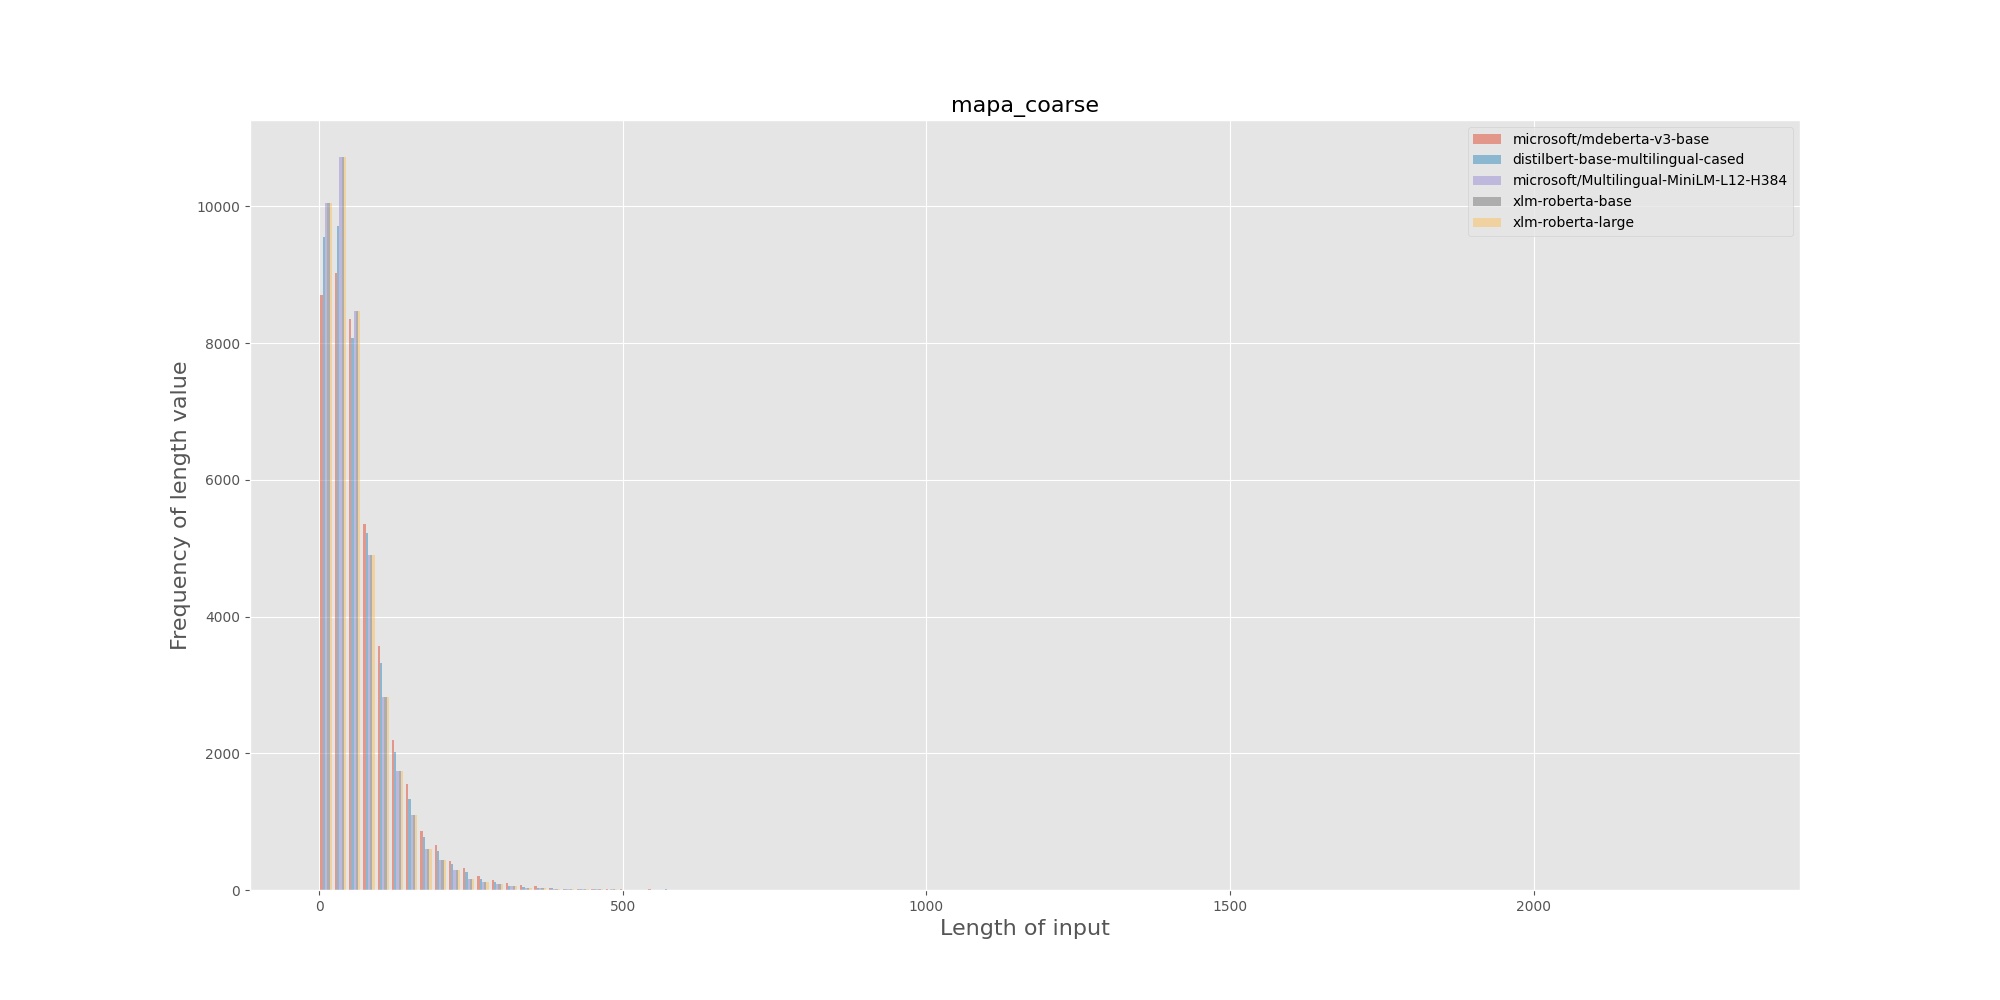 mapa_coarse
microsoft/mdeberta-v3-base
distilbert-base-multilingual-cased
microsoft/Multilingual-MiniLM-L12-H384
xlm-roberta-base
xlm-roberta-large
Frequency of length value
10000
8000
6000
4000
2000
0
0 500 1000 1500 2000
Length of input